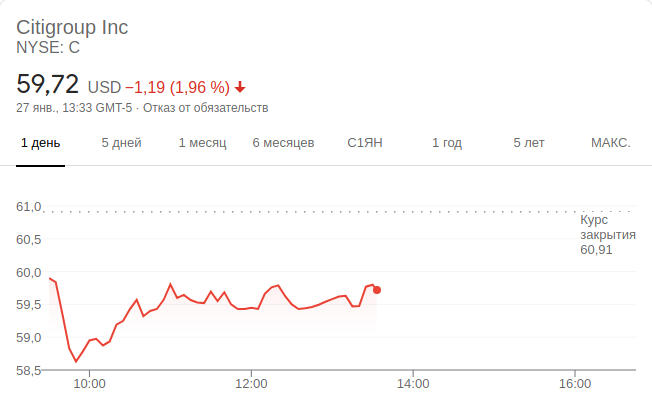 Citigroup Inc
NYSE: C
59,72 USD −1,19 (1,96 %)
27 янв., 13:33 GMT-5 · Отказ от обязательств
1 день 5 дней 1 месяц 6 месяцев С1ЯН 1 год 5 лет МАКС.
61,0
Курс
закрытия
60,5
60,91
60,0
59,5
59,0
58,5
10:00 12:00 14:00 16:00